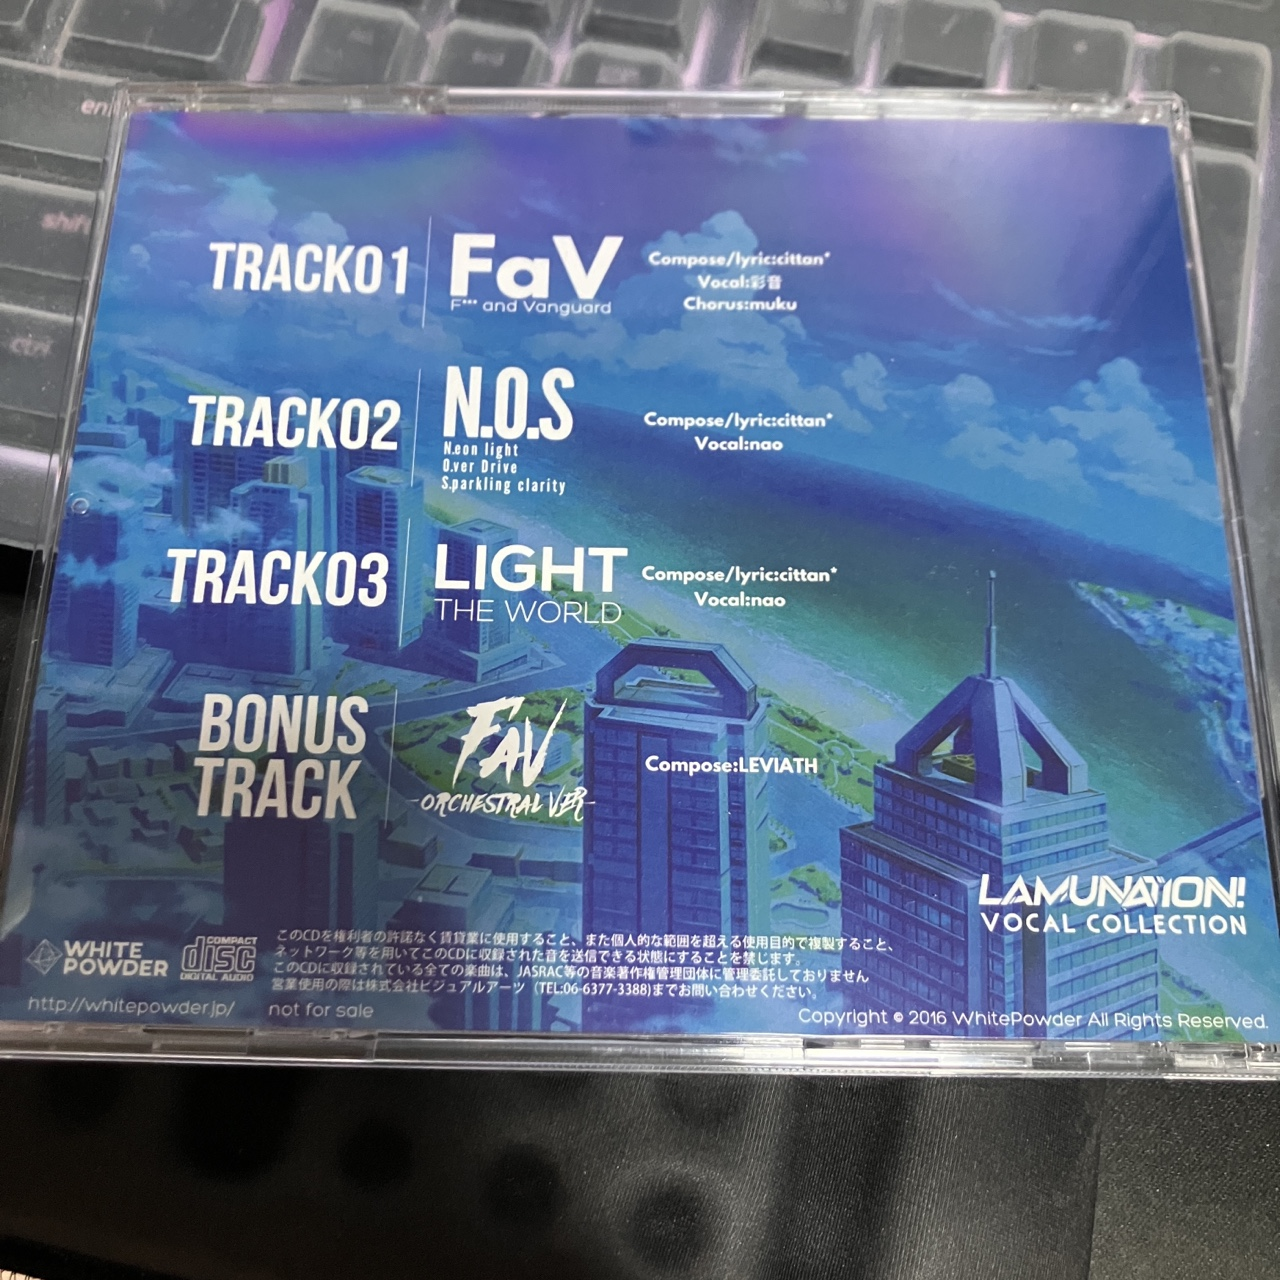 TRACK01
FaV
F*** and Vanguard
Compose/lyric:cittan*
Vocal:彩音
Chorus:muku
TRACK02
N.O.S
N.eon light
O.ver Drive
S.parkling clarity
Compose/lyric:cittan*
Vocal:nao
TRACK03
LIGHT
THE WORLD
Compose/lyric:cittan*
Vocal:nao
BONUS
TRACK
FAV
-ORCHESTRAL VER-
Compose:LEVIATH
LAMUNATION!
VOCAL COLLECTION
WHITE
POWDER
COMPACT
disc
DIGITAL AUDIO
このCDを権利者の許諾なく賃貸業に使用すること、また個人的な範囲を超える使用目的で複製すること、
ネットワーク等を用いてこのCDに収録された音を送信できる状態にすることを禁じます。
このCDに収録されている全ての楽曲は、JASRAC等の音楽著作権管理団体に管理委託しておりません
営業使用の際は株式会社ビジュアルアーツ（TEL:06-6377-3388)までお問い合わせください。
http://whitepowder.jp/
not for sale
Copyright © 2016 WhitePowder All Rights Reserved.
shift
ctrl